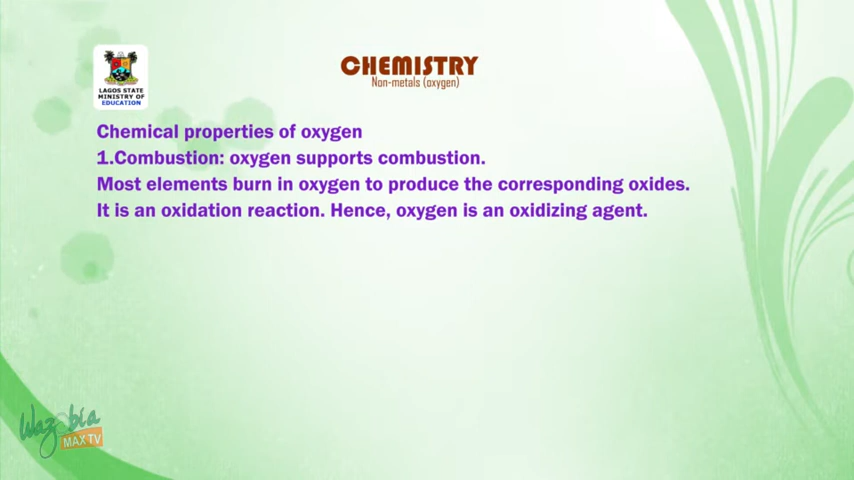 CHEMISTRY
Non-metals (oxygen)
LAGOS STATE
MINISTRY OF
EDUCATION
Chemical properties of oxygen
1.Combustion: oxygen supports combustion.
Most elements burn in oxygen to produce the corresponding oxides.
It is an oxidation reaction. Hence, oxygen is an oxidizing agent.
Wazobia
MAX TV